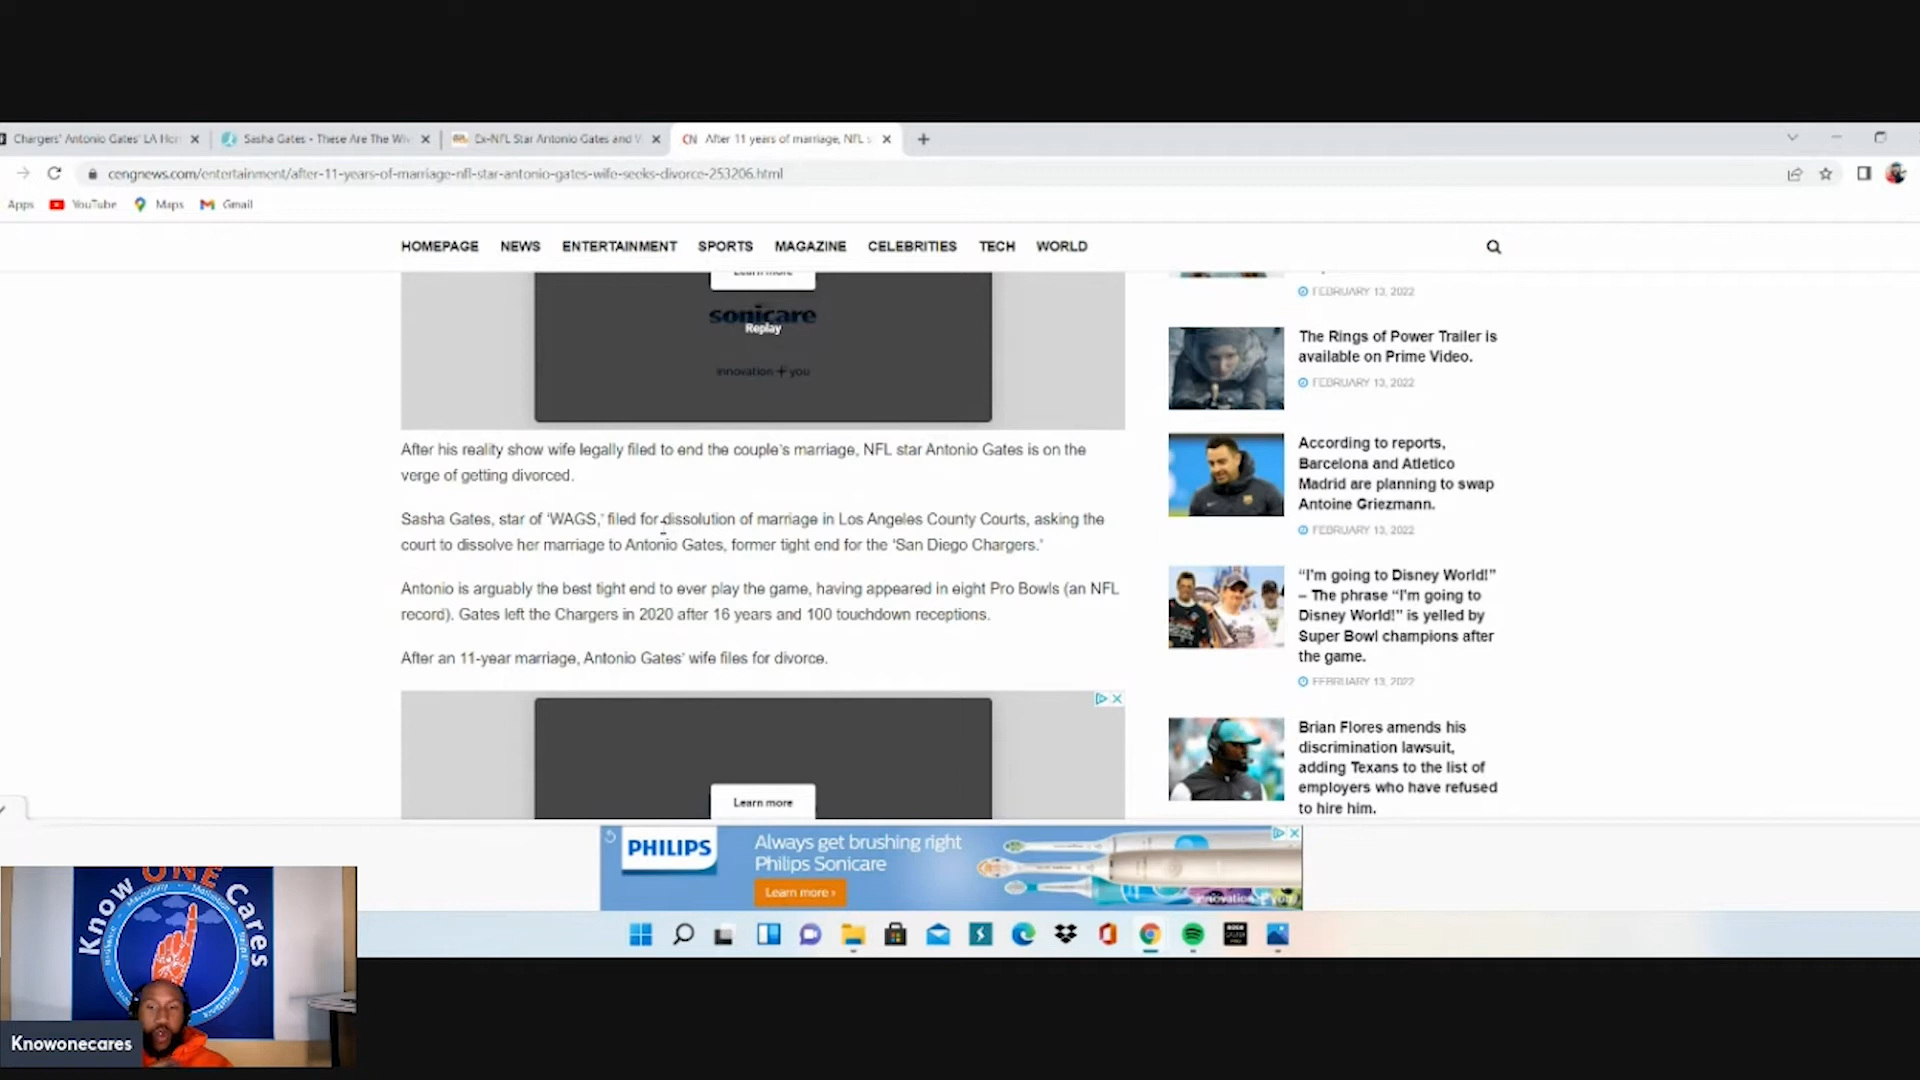 Chargers' Antonio Gates' LA Hor
Sasha Gates - These Are The Wiv
Ex-NFL Star Antonio Gates and V
CN After 11 years of marriage, NFL s
cengnews.com/entertainment/after-11-years-of-marriage-nfl-star-antonio-gates-wife-seeks-divorce-253206.html
Apps YouTube Maps Gmail
HOMEPAGE NEWS ENTERTAINMENT SPORTS MAGAZINE CELEBRITIES TECH WORLD
Learn more
sonicare
Replay
innovation + you
After his reality show wife legally filed to end the couple's marriage, NFL star Antonio Gates is on the
verge of getting divorced.
Sasha Gates, star of 'WAGS,' filed for dissolution of marriage in Los Angeles County Courts, asking the
court to dissolve her marriage to Antonio Gates, former tight end for the 'San Diego Chargers.'
Antonio is arguably the best tight end to ever play the game, having appeared in eight Pro Bowls (an NFL
record). Gates left the Chargers in 2020 after 16 years and 100 touchdown receptions.
After an 11-year marriage, Antonio Gates' wife files for divorce.
Learn more
FEBRUARY 13, 2022
The Rings of Power Trailer is
available on Prime Video.
FEBRUARY 13, 2022
According to reports,
Barcelona and Atletico
Madrid are planning to swap
Antoine Griezmann.
FEBRUARY 13, 2022
"I'm going to Disney World!"
– The phrase "I'm going to
Disney World!" is yelled by
Super Bowl champions after
the game.
FEBRUARY 13, 2022
Brian Flores amends his
discrimination lawsuit,
adding Texans to the list of
employers who have refused
to hire him.
PHILIPS
Always get brushing right
Philips Sonicare
Learn more ›
innovation + you
Know ONE Cares
Knowonecares